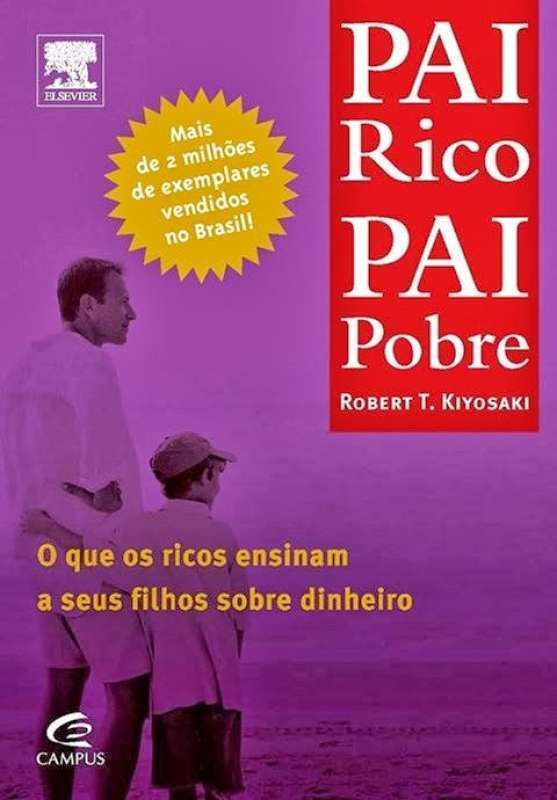 ELSEVIER
PAI
RICO
PAI
Pobre
ROBERT T. KIYOSAKI
Mais
de 2 milhões
de exemplares
vendidos
no Brasil!
O que os ricos ensinam
a seus filhos sobre dinheiro
CAMPUS